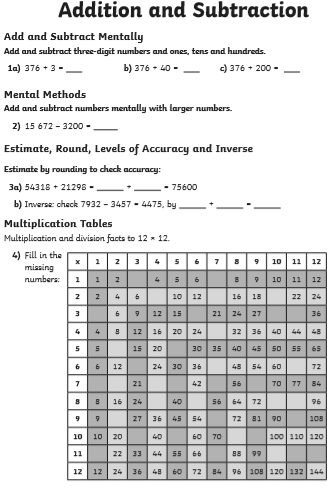 Addition and Subtraction
Add and Subtract Mentally
Add and subtract three-digit numbers and ones, tens and hundreds.
1a) 376 + 3 = ___ b) 376 + 40 = ___ c) 376 + 200 = ___
Mental Methods
Add and subtract numbers mentally with larger numbers.
2) 15 672 – 3200 = _____
Estimate, Round, Levels of Accuracy and Inverse
Estimate by rounding to check accuracy:
3a) 54318 + 21298 = _____ + _____ = 75600
b) Inverse: check 7932 – 3457 = 4475, by _____ + _____ = _____
Multiplication Tables
Multiplication and division facts to 12 × 12.
4) Fill in the
missing
numbers:
x 1 2 3 4 5 6 7 8 9 10 11 12
1 1 2 4 5 6 8 9 10 11 12
2 2 4 6 10 12 16 18 22 24
3 6 9 12 15 21 24 27 36
4 4 8 12 16 20 24 32 36 40 44 48
5 5 15 20 30 35 40 45 50 55 65
6 6 12 24 30 36 48 54 60 72
7 21 42 56 70 77 84
8 8 16 24 40 56 64 72 96
9 9 27 36 45 54 72 81 90 108
10 10 20 40 60 70 100 110 120
11 22 33 44 55 66 88 99
12 12 24 36 48 60 72 84 96 108 120 132 144